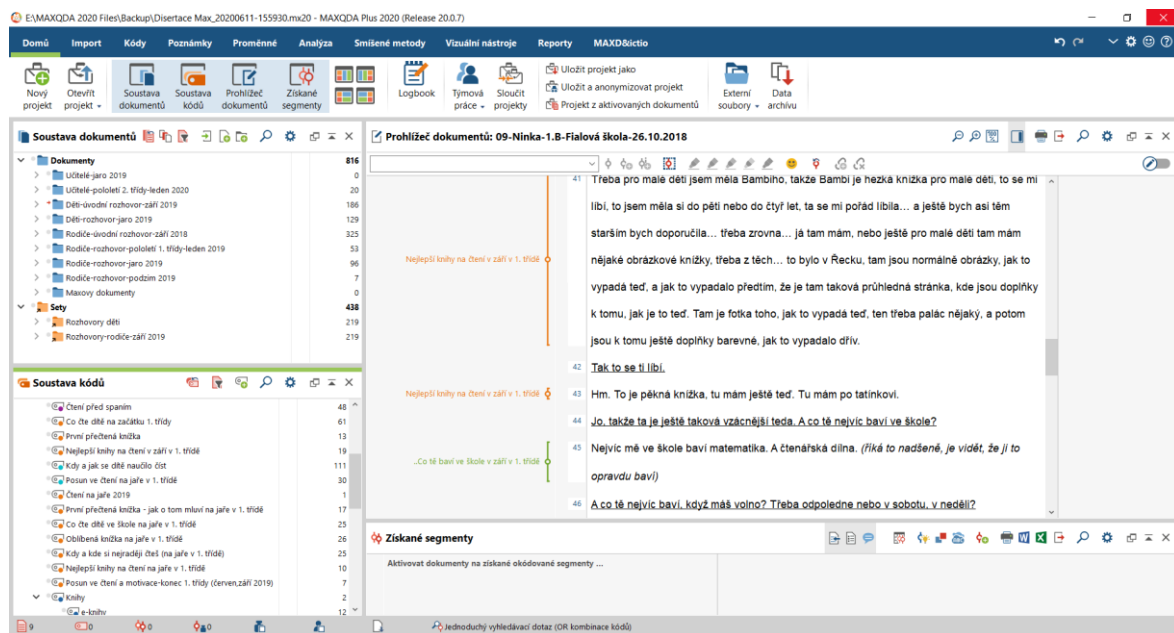 E:\MAXQDA 2020 Files\Backup\Disertace Max_20200611-155930.mx20 - MAXQDA Plus 2020 (Release 20.0.7)
Domů Import Kódy Poznámky Proměnné Analýza Smíšené metody Vizuální nástroje Reporty MAXD&ictio
Nový projekt
Otevřít projekt
Soustava dokumentů
Soustava kódů
Prohlížeč dokumentů
Získané segmenty
Logbook
Týmová práce
Sloučit projekty
Uložit projekt jako
Uložit a anonymizovat projekt
Projekt z aktivovaných dokumentů
Externí soubory
Data archivu
Soustava dokumentů
Dokumenty 816
Učitelé-jaro 2019 0
Učitelé-pololetí 2. třídy-leden 2020 20
Děti-úvodní rozhovor-září 2019 186
Děti-rozhovor-jaro 2019 129
Rodiče-úvodní rozhovor-září 2018 325
Rodiče-rozhovor-pololetí 1. třídy-leden 2019 53
Rodiče-rozhovor-jaro 2019 96
Rodiče-rozhovor-podzim 2019 7
Maxovy dokumenty 0
Sety 438
Rozhovory děti 219
Rozhovory-rodiče-září 2019 219
Soustava kódů
Čtení před spaním 48
Co čte dítě na začátku 1. třídy 61
První přečtená knížka 13
Nejlepší knihy na čtení v září v 1. třídě 19
Kdy a jak se dítě naučilo číst 111
Posun ve čtení na jaře v 1. třídě 30
Čtení na jaře 2019 1
První přečtená knížka - jak o tom mluví na jaře v 1. třídě 17
Co čte dítě ve škole na jaře v 1. třídě 25
Oblíbená knížka na jaře v 1. třídě 26
Kdy a kde si nejraději čteš (na jaře v 1. třídě) 25
Nejlepší knihy na čtení na jaře v 1. třídě 10
Posun ve čtení a motivace-konec 1. třídy (červen,září 2019) 7
Knihy 2
e-knihy 12
Prohlížeč dokumentů: 09-Ninka-1.B-Fialová škola-26.10.2018
41 Třeba pro malé děti jsem měla Bambiho, takže Bambi je hezká knížka pro malé děti, to se mi
líbí, to jsem měla si do pěti nebo do čtyř let, ta se mi pořád líbila… a ještě bych asi těm
starším bych doporučila… třeba zrovna… já tam mám, nebo ještě pro malé děti tam mám
Nejlepší knihy na čtení v září v 1. třídě
nějaké obrázkové knížky, třeba z těch… to bylo v Řecku, tam jsou normálně obrázky, jak to
vypadá teď, a jak to vypadalo předtím, že je tam taková průhledná stránka, kde jsou doplňky
k tomu, jak je to teď. Tam je fotka toho, jak to vypadá teď, ten třeba palác nějaký, a potom
jsou k tomu ještě doplňky barevné, jak to vypadalo dřív.
42 Tak to se ti líbí.
Nejlepší knihy na čtení v září v 1. třídě
43 Hm. To je pěkná knížka, tu mám ještě teď. Tu mám po tatínkovi.
44 Jo, takže ta je ještě taková vzácnější teda. A co tě nejvíc baví ve škole?
..Co tě baví ve škole v září v 1. třídě
45 Nejvíc mě ve škole baví matematika. A čtenářská dílna. (říká to nadšeně, je vidět, že ji to
opravdu baví)
46 A co tě nejvíc baví, když máš volno? Třeba odpoledne nebo v sobotu, v neděli?
Získané segmenty
Aktivovat dokumenty na získané okódované segmenty ...
9 0 0 0 Jednoduchý vyhledávací dotaz (OR kombinace kódů)